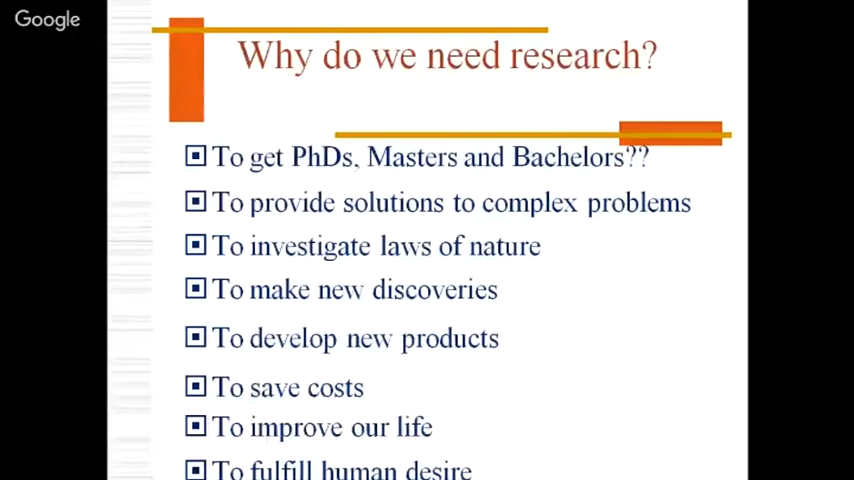 Google
Why do we need research?
To get PhDs, Masters and Bachelors??
To provide solutions to complex problems
To investigate laws of nature
To make new discoveries
To develop new products
To save costs
To improve our life
To fulfill human desire